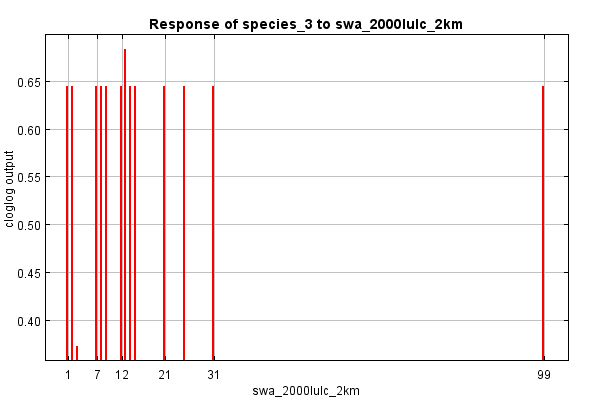 Response of species_3 to swa_2000lulc_2km
cloglog output
0.65
0.60
0.55
0.50
0.45
0.40
1 7 12 21 31 99
swa_2000lulc_2km